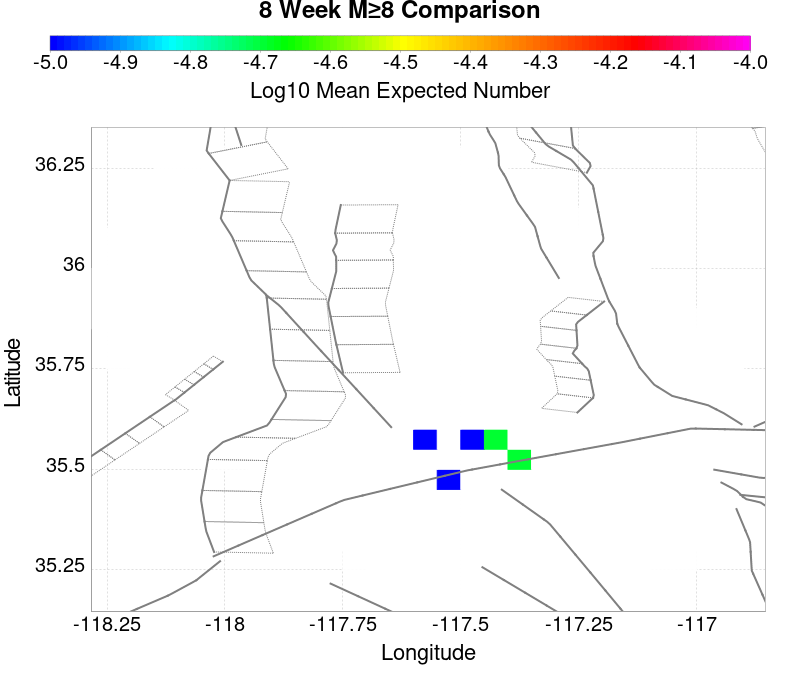 8 Week M≥8 Comparison
-5.0 -4.9 -4.8 -4.7 -4.6 -4.5 -4.4 -4.3 -4.2 -4.1 -4.0
Log10 Mean Expected Number
36.25
36
35.75
35.5
35.25
Latitude
-118.25 -118 -117.75 -117.5 -117.25 -117
Longitude